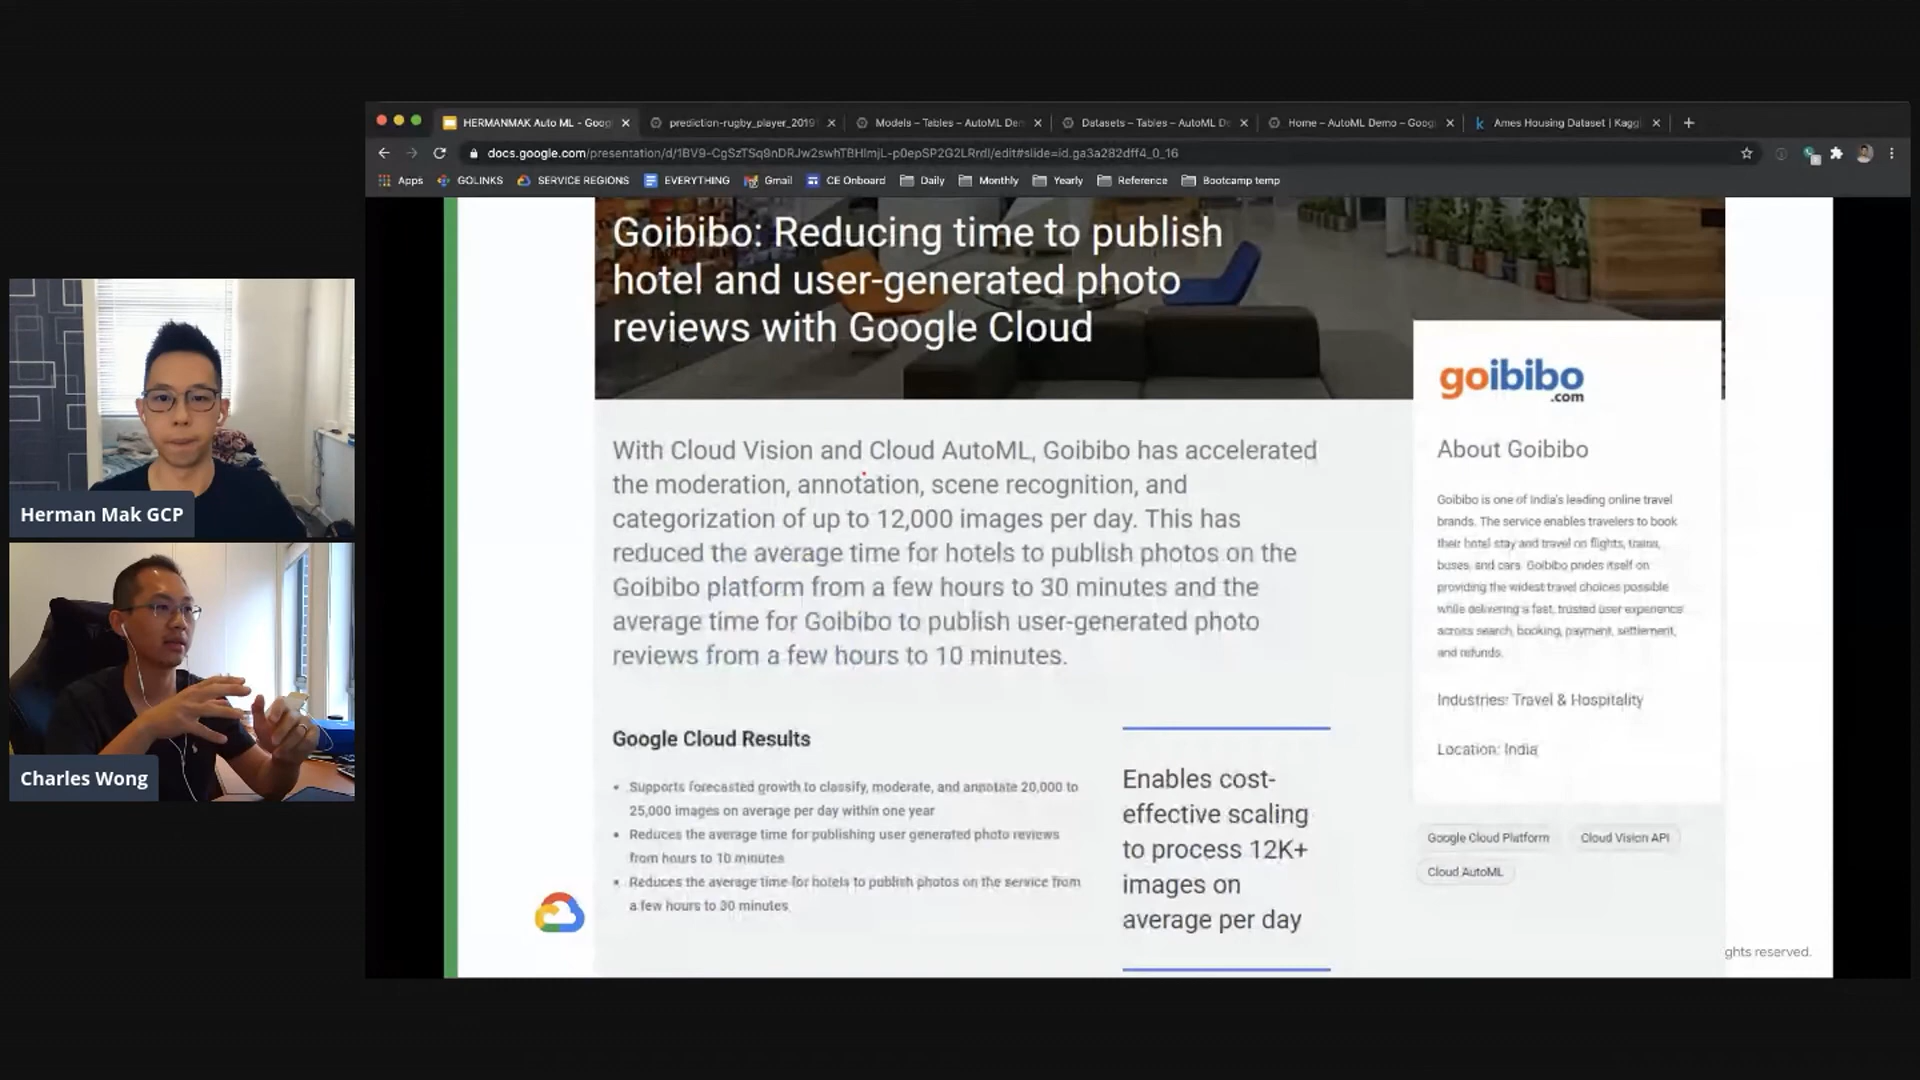 HERMANMAK Auto ML - Goog
prediction-rugby_player_2019
Models – Tables – AutoML De
Datasets – Tables – AutoML De
Home – AutoML Demo – Goog
Ames Housing Dataset | Kagg
docs.google.com/presentation/d/1BV9-CgSzTSq9nDRJw2swhTBHImjL-p0epSP2G2LRrdI/edit#slide=id.ga3a282dff4_0_16
Apps
GOLINKS
SERVICE REGIONS
EVERYTHING
Gmail
CE Onboard
Daily
Monthly
Yearly
Reference
Bootcamp temp
Goibibo: Reducing time to publish
hotel and user-generated photo
reviews with Google Cloud
With Cloud Vision and Cloud AutoML, Goibibo has accelerated
the moderation, annotation, scene recognition, and
categorization of up to 12,000 images per day. This has
reduced the average time for hotels to publish photos on the
Goibibo platform from a few hours to 30 minutes and the
average time for Goibibo to publish user-generated photo
reviews from a few hours to 10 minutes.
Google Cloud Results
• Supports forecasted growth to classify, moderate, and annotate 20,000 to
25,000 images on average per day within one year
• Reduces the average time for publishing user generated photo reviews
from hours to 10 minutes
• Reduces the average time for hotels to publish photos on the service from
a few hours to 30 minutes
Enables cost-
effective scaling
to process 12K+
images on
average per day
goibibo
.com
About Goibibo
Goibibo is one of India's leading online travel
brands. The service enables travelers to book
their hotel stay and travel on flights, trains,
buses, and cars. Goibibo prides itself on
providing the widest travel choices possible
while delivering a fast, trusted user experience
across search, booking, payment, settlement,
and refunds.
Industries: Travel & Hospitality
Location: India
Google Cloud Platform
Cloud Vision API
Cloud AutoML
ghts reserved.
Herman Mak GCP
Charles Wong